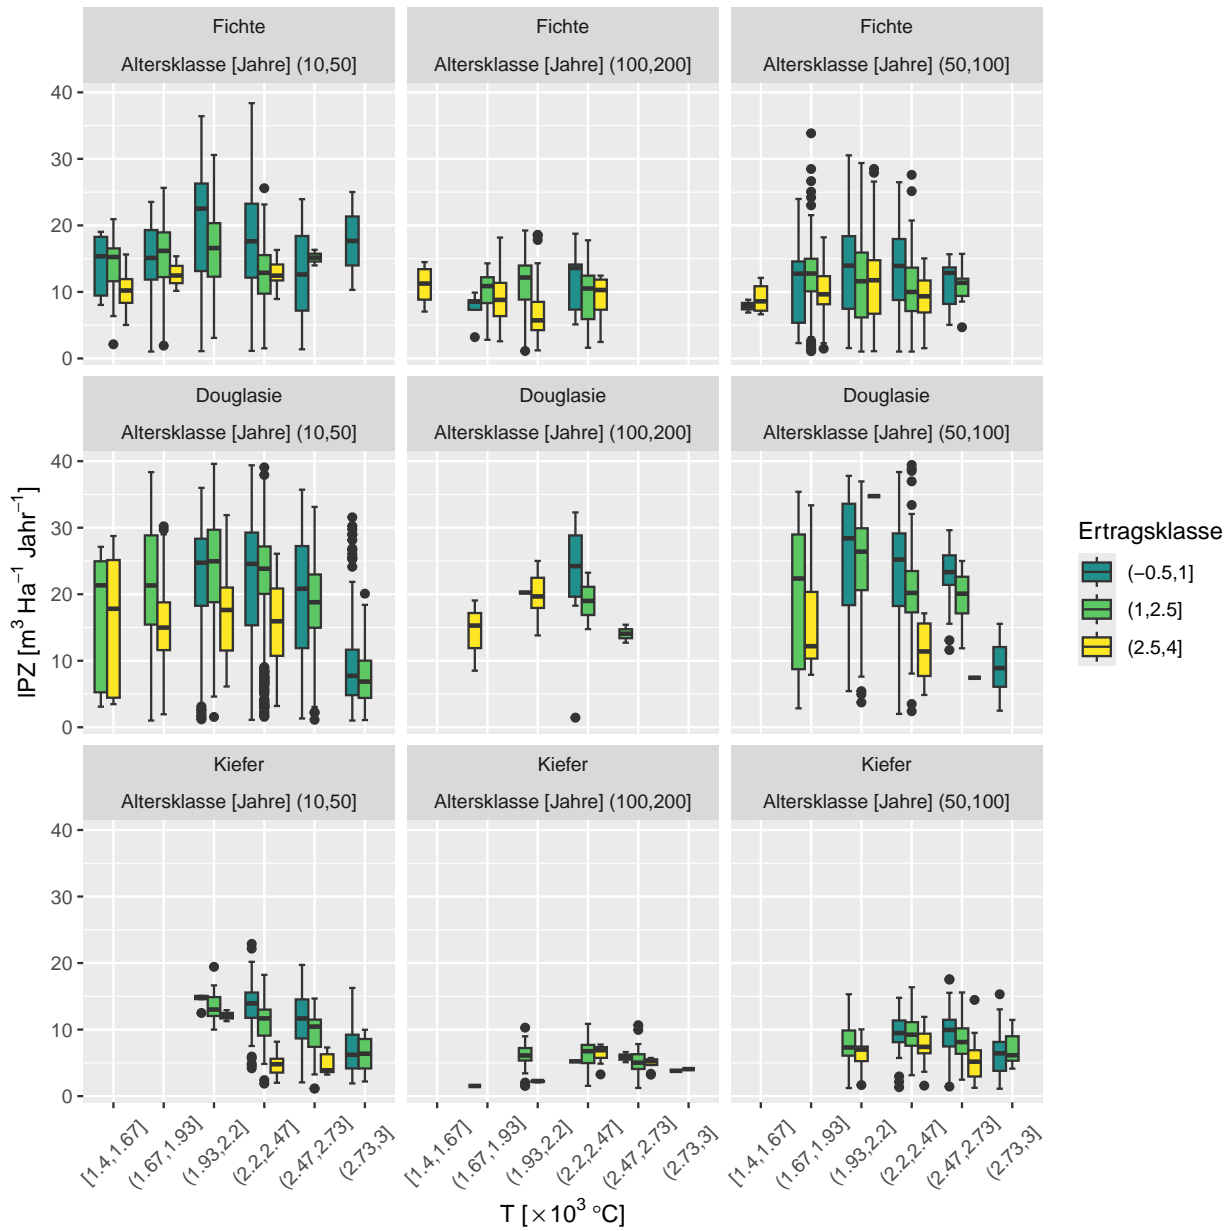 Fichte
Fichte
Fichte
Altersklasse [Jahre] (10,50]
Altersklasse [Jahre] (100,200]
Altersklasse [Jahre] (50,100]
40
30
20
10
0
Douglasie
Douglasie
Douglasie
Altersklasse [Jahre] (10,50]
Altersklasse [Jahre] (100,200]
Altersklasse [Jahre] (50,100]
40
30
20
10
0
IPZ [m³ Ha⁻¹ Jahr⁻¹]
Kiefer
Kiefer
Kiefer
Altersklasse [Jahre] (10,50]
Altersklasse [Jahre] (100,200]
Altersklasse [Jahre] (50,100]
40
30
20
10
0
[1.4,1.67]
(1.67,1.93]
(1.93,2.2]
(2.2,2.47]
(2.47,2.73]
(2.73,3]
[1.4,1.67]
(1.67,1.93]
(1.93,2.2]
(2.2,2.47]
(2.47,2.73]
(2.73,3]
[1.4,1.67]
(1.67,1.93]
(1.93,2.2]
(2.2,2.47]
(2.47,2.73]
(2.73,3]
T [×10³ °C]
Ertragsklasse
(−0.5,1]
(1,2.5]
(2.5,4]